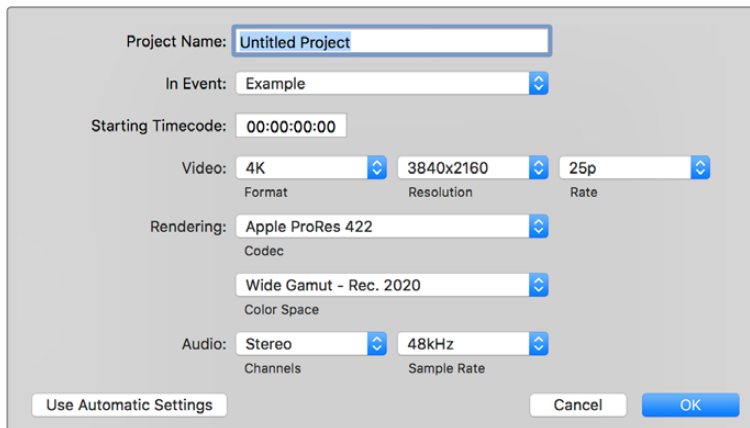 Project Name: Untitled Project
In Event: Example
Starting Timecode: 00:00:00:00
Video: 4K 3840x2160 25p
Format Resolution Rate
Rendering: Apple ProRes 422
Codec
Wide Gamut - Rec. 2020
Color Space
Audio: Stereo 48kHz
Channels Sample Rate
Use Automatic Settings Cancel OK